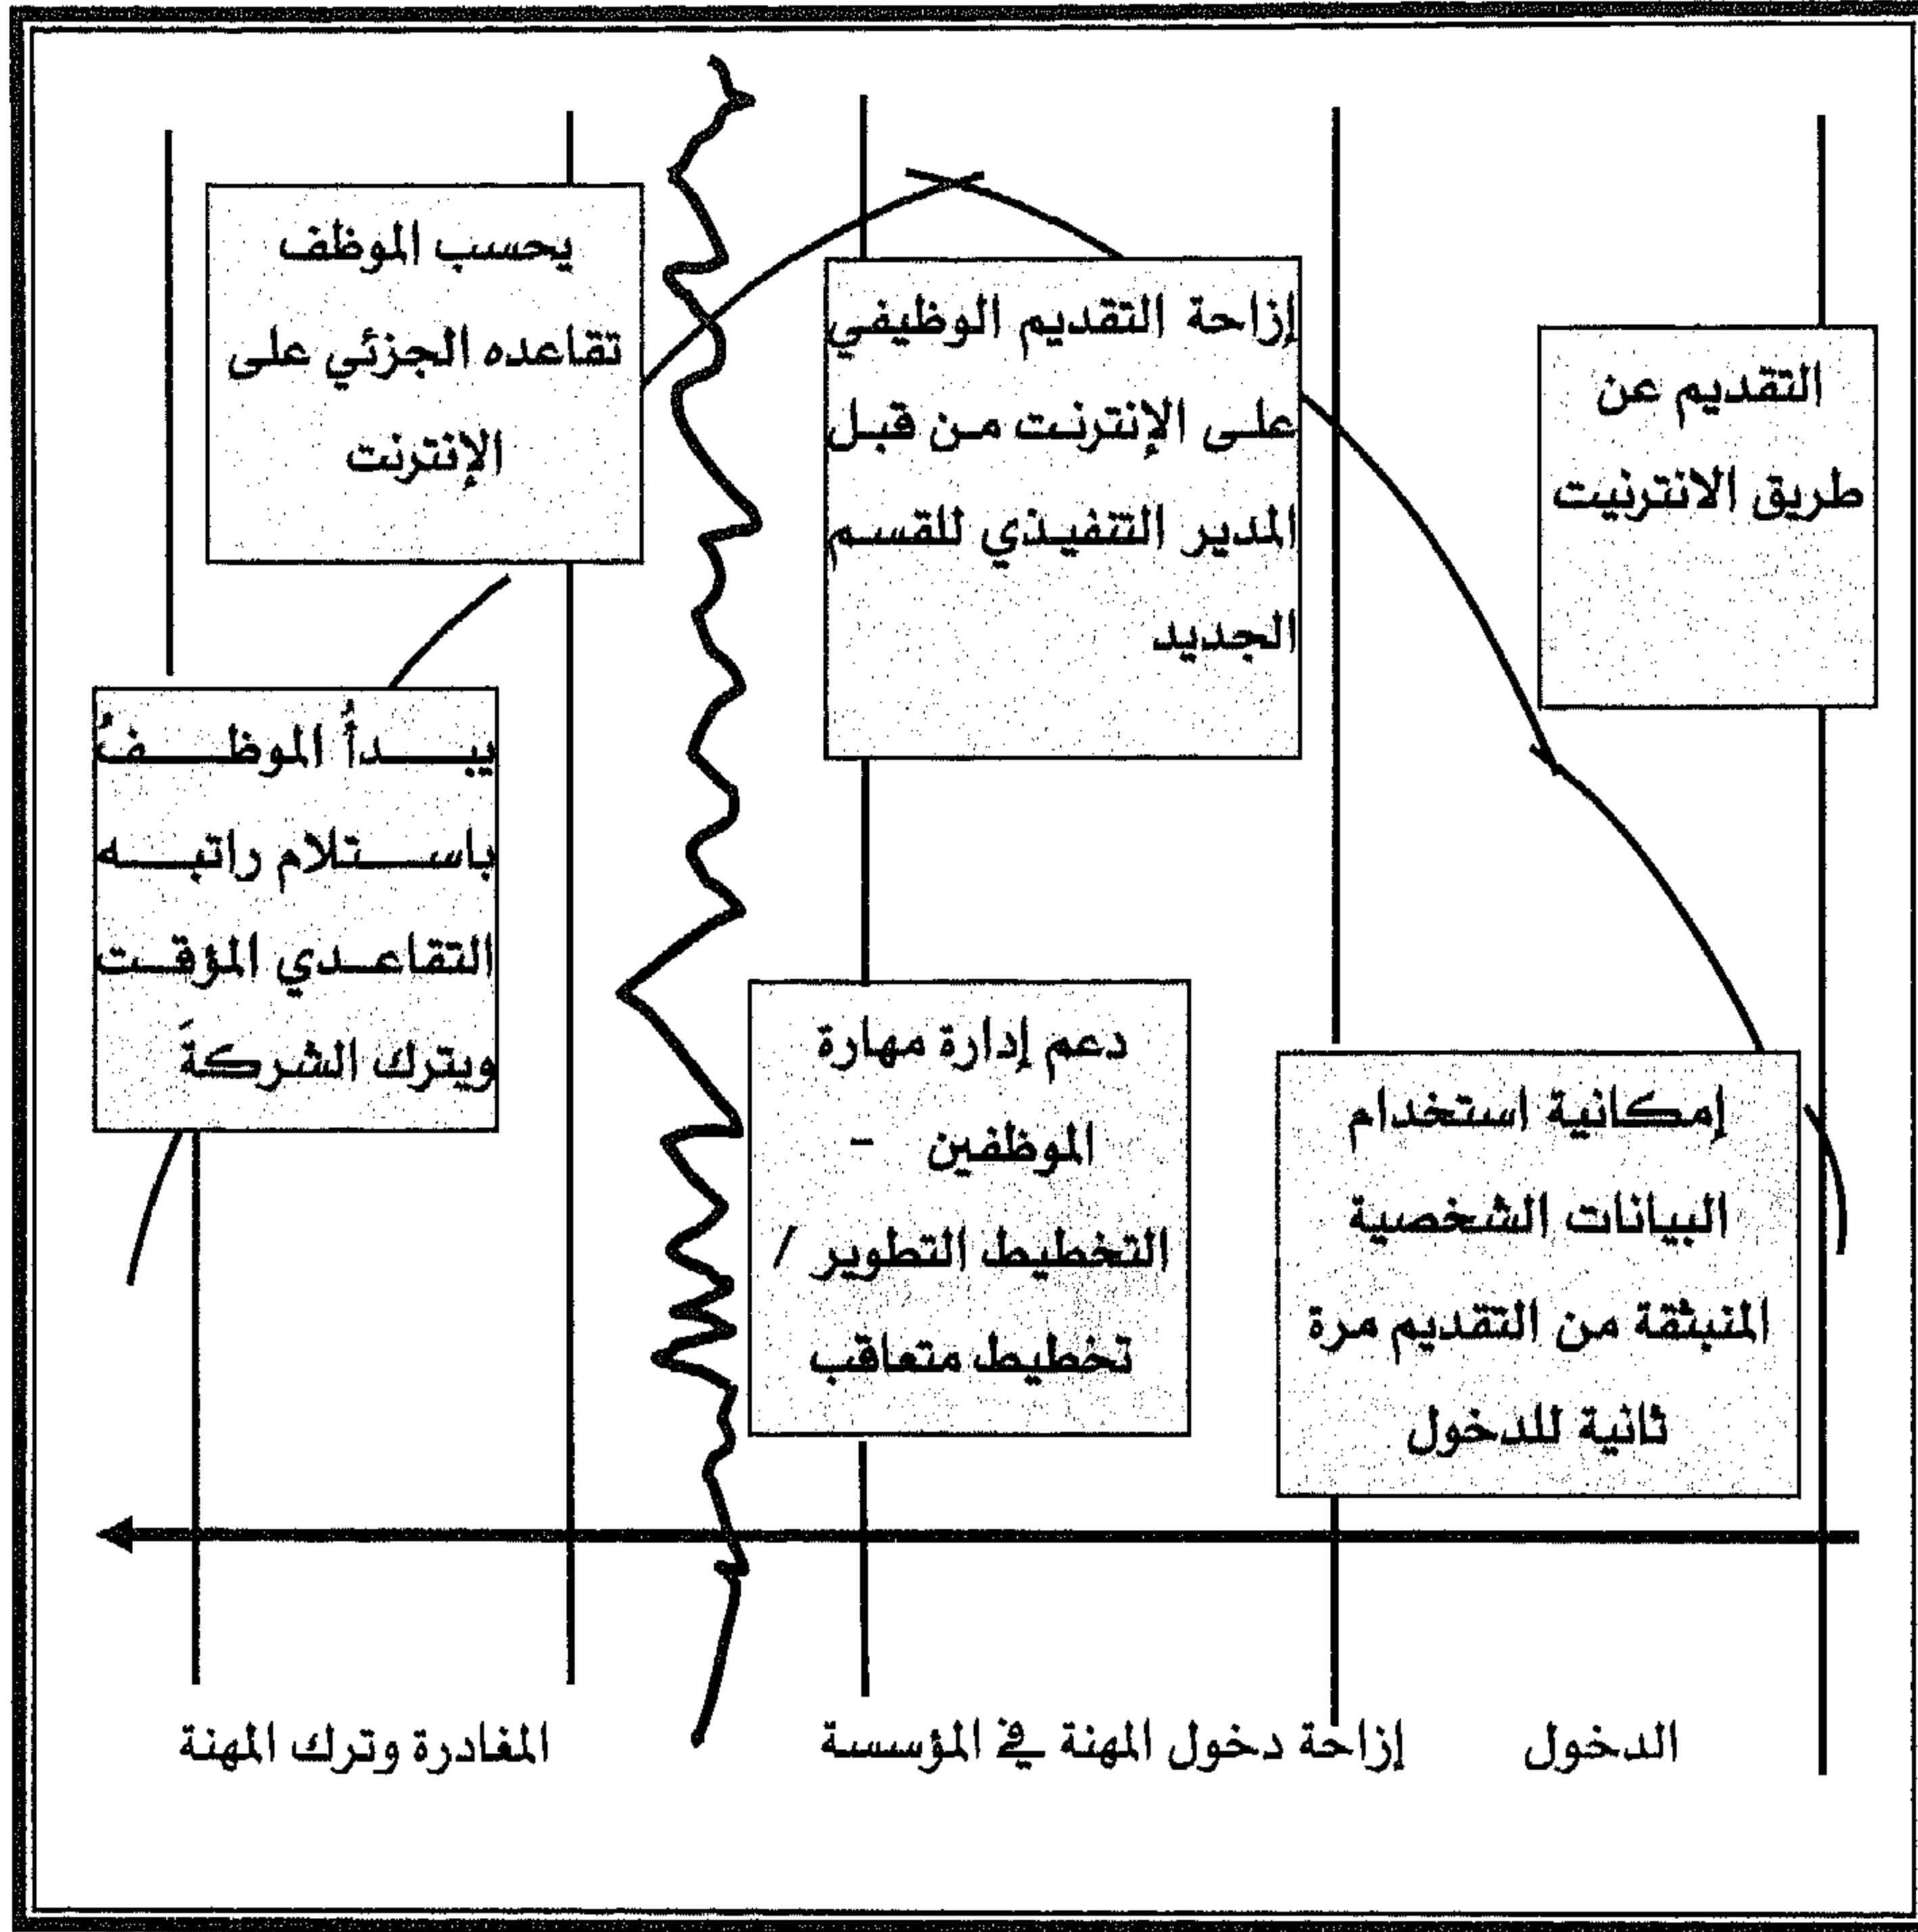 التقديم عن
طريق الانترنيت
إمكانية استخدام
البيانات الشخصية
المنبثقة من التقديم مرة
ثانية للدخول
إزاحة التقديم الوظيفي
على الإنترنت من قبل
المدير التنفيذي للقسم
الجديد
دعم إدارة مهارة
الموظفين -
التخطيط التطوير /
تخطيط متعاقب
يحسب الموظف
تقاعده الجزئي على
الإنترنت
يبدأُ الموظفُ
باستلام راتبه
التقاعدي المؤقت
ويترك الشركةَ
الدخول
إزاحة دخول المهنة في المؤسسة
المغادرة وترك المهنة